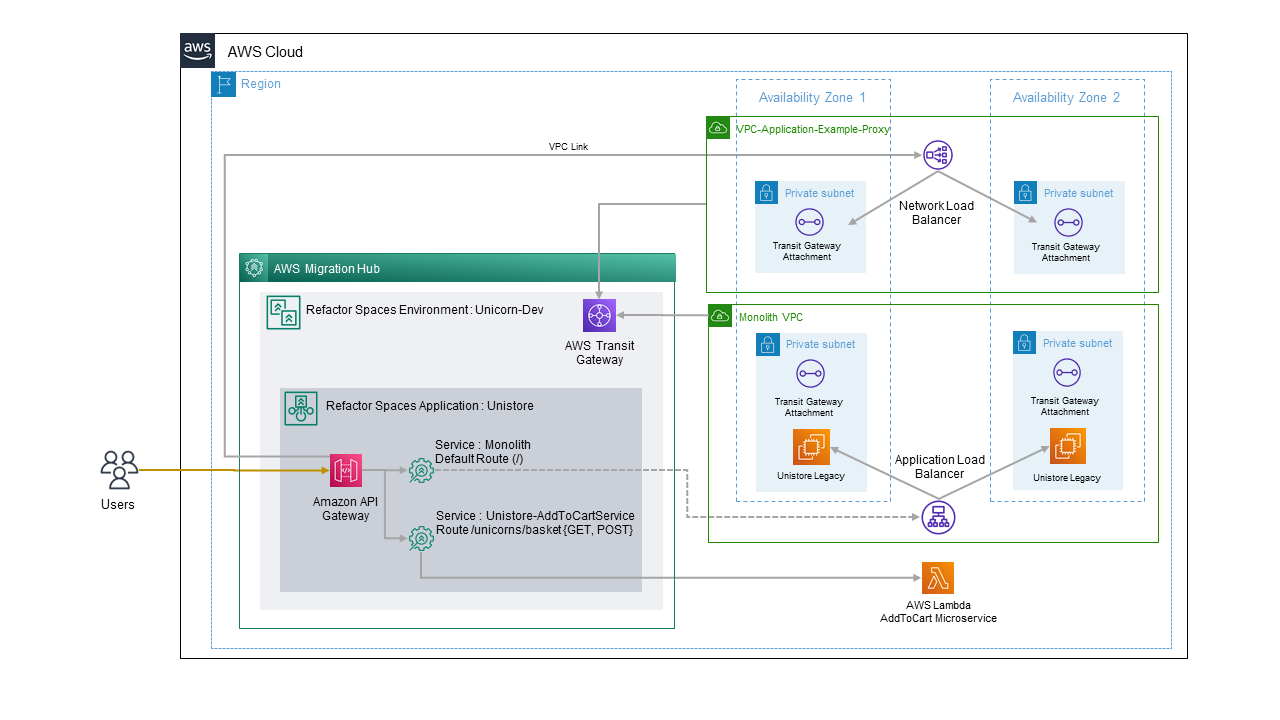 aws
AWS Cloud
Region
Availability Zone 1
Availability Zone 2
VPC-Application-Example-Proxy
VPC Link
Private subnet
Transit Gateway
Attachment
Network Load
Balancer
Private subnet
Transit Gateway
Attachment
AWS Migration Hub
Refactor Spaces Environment : Unicorn-Dev
AWS Transit
Gateway
Monolith VPC
Private subnet
Transit Gateway
Attachment
Unistore Legacy
Application Load
Balancer
Private subnet
Transit Gateway
Attachment
Unistore Legacy
Refactor Spaces Application : Unistore
Service : Monolith
Default Route (/)
Users
Amazon API
Gateway
Service : Unistore-AddToCartService
Route /unicorns/basket{GET, POST}
AWS Lambda
AddToCart Microservice